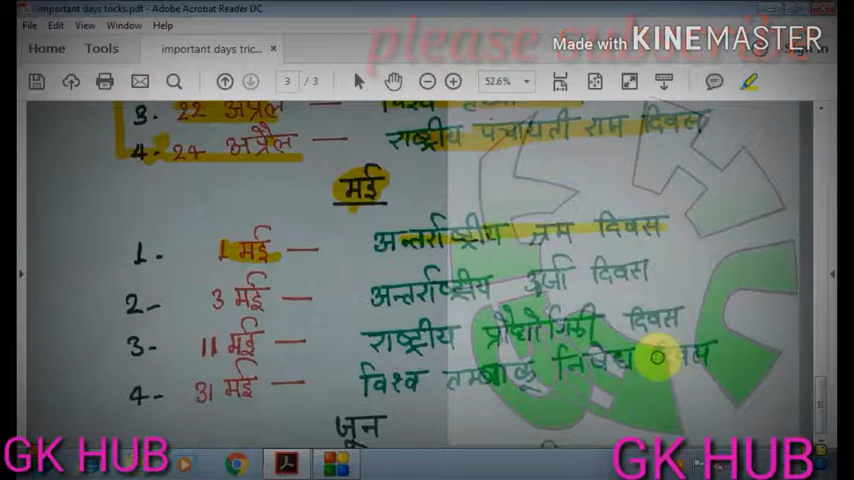 important days tricks.pdf - Adobe Acrobat Reader DC
please subscribe
File Edit View Window Help
Made with KINEMASTER
Home Tools important days tric... × Sign In
3 / 3 52.6%
3. 22 अप्रैल —
4. 24 अप्रैल — राष्ट्रीय पंचायती राम दिवस
मई
1. 1 मई — अन्तर्राष्ट्रीय श्रम दिवस
2- 3 मई — अन्तर्राष्ट्रीय उर्जा दिवस
3- 11 मई — राष्ट्रीय प्रौद्योगिकी दिवस
4- 31 मई — विश्व तम्बाकू निषेध
जून
GK HUB GK HUB